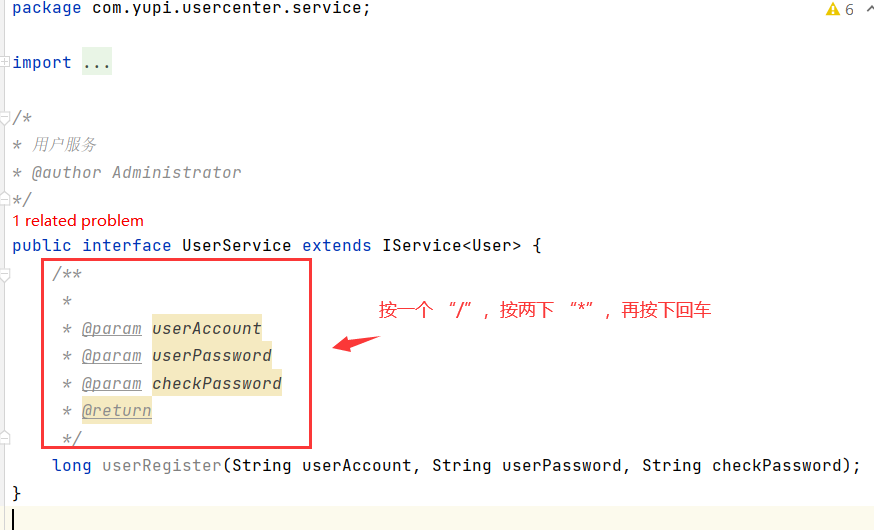 package com.yupi.usercenter.service;
6
import ...
/*
* 用户服务
* @author Administrator
*/
1 related problem
public interface UserService extends IService<User> {
/**
*
* @param userAccount
* @param userPassword
* @param checkPassword
* @return
*/
按一个 “/” ，按两下 “*” ，再按下回车
long userRegister(String userAccount, String userPassword, String checkPassword);
}